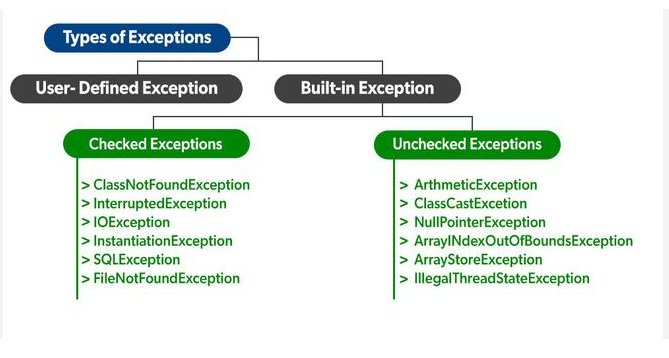 Types of Exceptions
User- Defined Exception
Built-in Exception
Checked Exceptions
> ClassNotFoundException
> InterruptedException
> IOException
> InstantiationException
> SQLException
> FileNotFoundException
Unchecked Exceptions
> ArthmeticException
> ClassCastExcetion
> NullPointerException
> ArrayINdexOutOfBoundsException
> ArrayStoreException
> IllegalThreadStateException